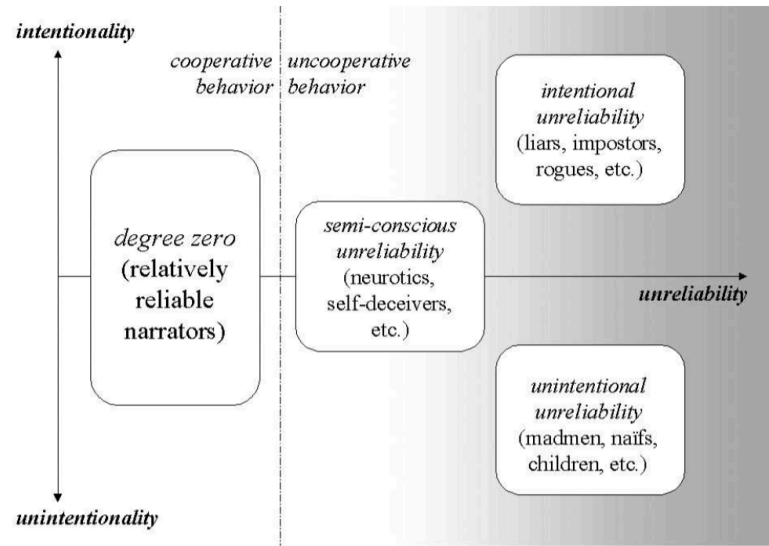 intentionality
cooperative
behavior
uncooperative
behavior
intentional
unreliability
(liars, impostors,
rogues, etc.)
degree zero
(relatively
reliable
narrators)
semi-conscious
unreliability
(neurotics,
self-deceivers,
etc.)
unreliability
unintentional
unreliability
(madmen, naïfs,
children, etc.)
unintentionality